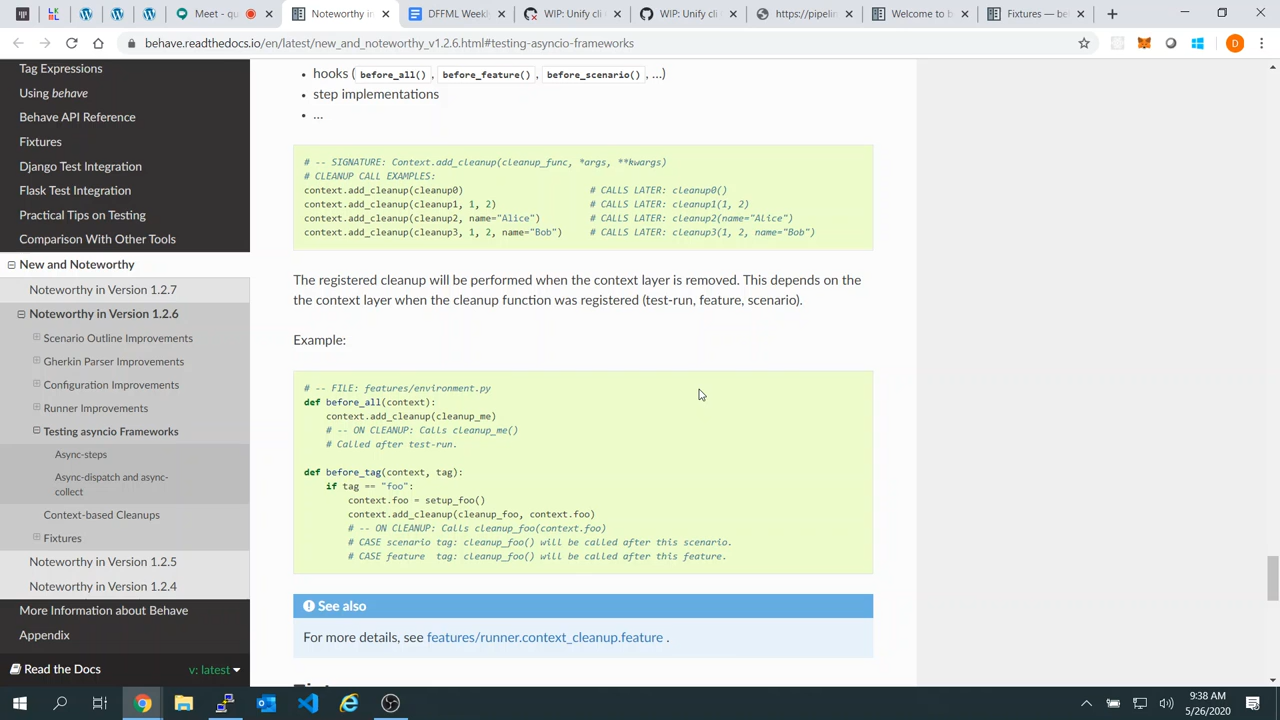 Meet - qu
Noteworthy in
DFFML Weekly
WIP: Unify cli
WIP: Unify cli
https://pipelin
Welcome to b
Fixtures — be
behave.readthedocs.io/en/latest/new_and_noteworthy_v1.2.6.html#testing-asyncio-frameworks
D
Tag Expressions
Using behave
Behave API Reference
Fixtures
Django Test Integration
Flask Test Integration
Practical Tips on Testing
Comparison With Other Tools
New and Noteworthy
Noteworthy in Version 1.2.7
Noteworthy in Version 1.2.6
Scenario Outline Improvements
Gherkin Parser Improvements
Configuration Improvements
Runner Improvements
Testing asyncio Frameworks
Async-steps
Async-dispatch and async-
collect
Context-based Cleanups
Fixtures
Noteworthy in Version 1.2.5
Noteworthy in Version 1.2.4
More Information about Behave
Appendix
Read the Docs
v: latest
• hooks ( before_all() , before_feature() , before_scenario() , …)
• step implementations
• …
# -- SIGNATURE: Context.add_cleanup(cleanup_func, *args, **kwargs)
# CLEANUP CALL EXAMPLES:
context.add_cleanup(cleanup0) # CALLS LATER: cleanup0()
context.add_cleanup(cleanup1, 1, 2) # CALLS LATER: cleanup1(1, 2)
context.add_cleanup(cleanup2, name="Alice") # CALLS LATER: cleanup2(name="Alice")
context.add_cleanup(cleanup3, 1, 2, name="Bob") # CALLS LATER: cleanup3(1, 2, name="Bob")
The registered cleanup will be performed when the context layer is removed. This depends on the
the context layer when the cleanup function was registered (test-run, feature, scenario).
Example:
# -- FILE: features/environment.py
def before_all(context):
context.add_cleanup(cleanup_me)
# -- ON CLEANUP: Calls cleanup_me()
# Called after test-run.
def before_tag(context, tag):
if tag == "foo":
context.foo = setup_foo()
context.add_cleanup(cleanup_foo, context.foo)
# -- ON CLEANUP: Calls cleanup_foo(context.foo)
# CASE scenario tag: cleanup_foo() will be called after this scenario.
# CASE feature  tag: cleanup_foo() will be called after this feature.
See also
For more details, see features/runner.context_cleanup.feature .
9:38 AM
5/26/2020